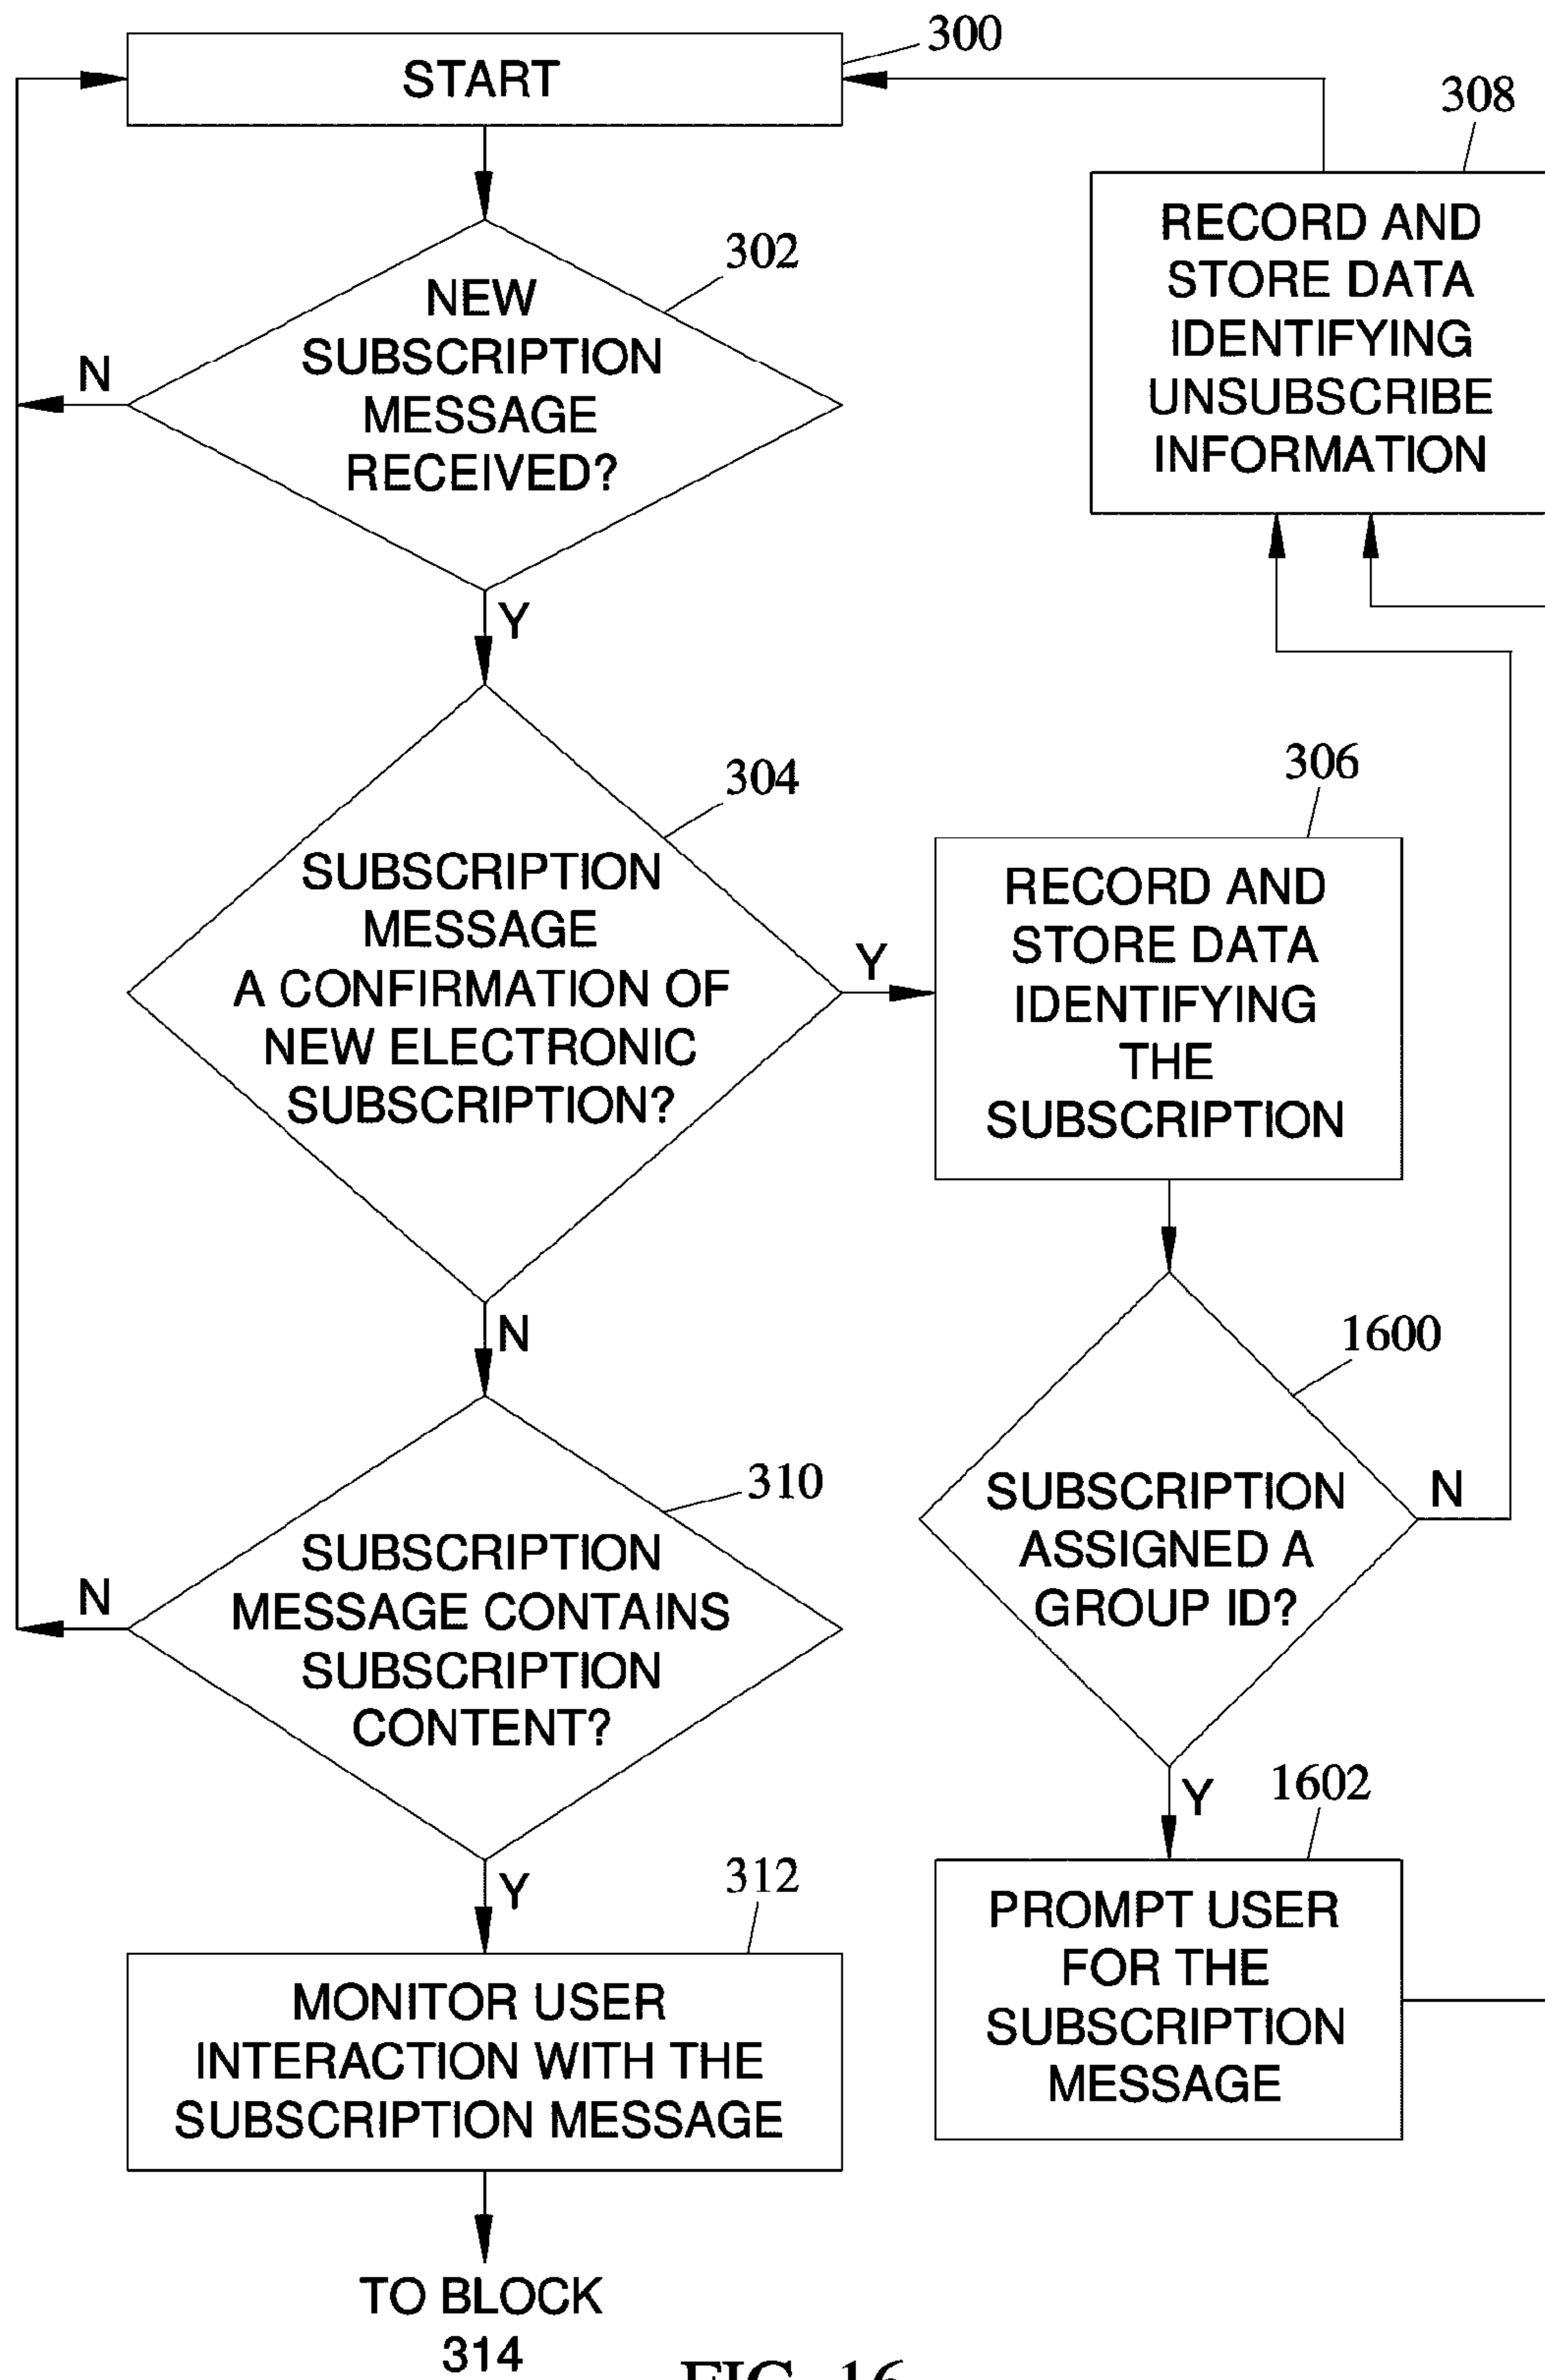 300
START
308
RECORD AND
STORE DATA
IDENTIFYING
UNSUBSCRIBE
INFORMATION
302
NEW
SUBSCRIPTION
MESSAGE
RECEIVED?
N
Y
304
SUBSCRIPTION
MESSAGE
A CONFIRMATION OF
NEW ELECTRONIC
SUBSCRIPTION?
Y
N
306
RECORD AND
STORE DATA
IDENTIFYING
THE
SUBSCRIPTION
1600
SUBSCRIPTION
ASSIGNED A
GROUP ID?
N
Y
310
SUBSCRIPTION
MESSAGE CONTAINS
SUBSCRIPTION
CONTENT?
N
Y
1602
PROMPT USER
FOR THE
SUBSCRIPTION
MESSAGE
312
MONITOR USER
INTERACTION WITH THE
SUBSCRIPTION MESSAGE
TO BLOCK
314
FIG. 16